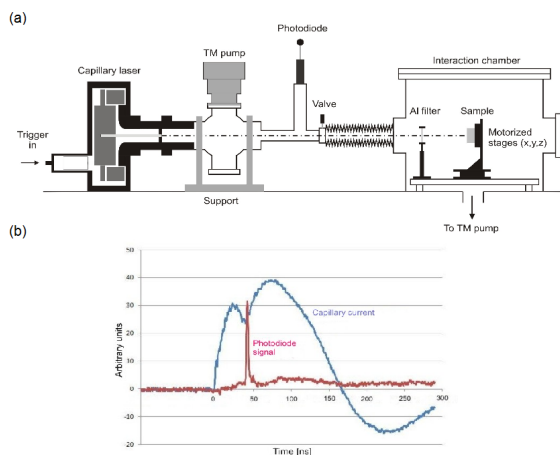 (a)
Photodiode
TM pump
Interaction chamber
Capillary laser
Valve
Al filter
Sample
Trigger
in
Motorized
stages (x,y,z)
Support
To TM pump
(b)
50
40
30
20
10
0
-10
20
Arbitrary units
Capillary current
Photodiode
signal
0
50
100
150
200
250
300
Time [ns]